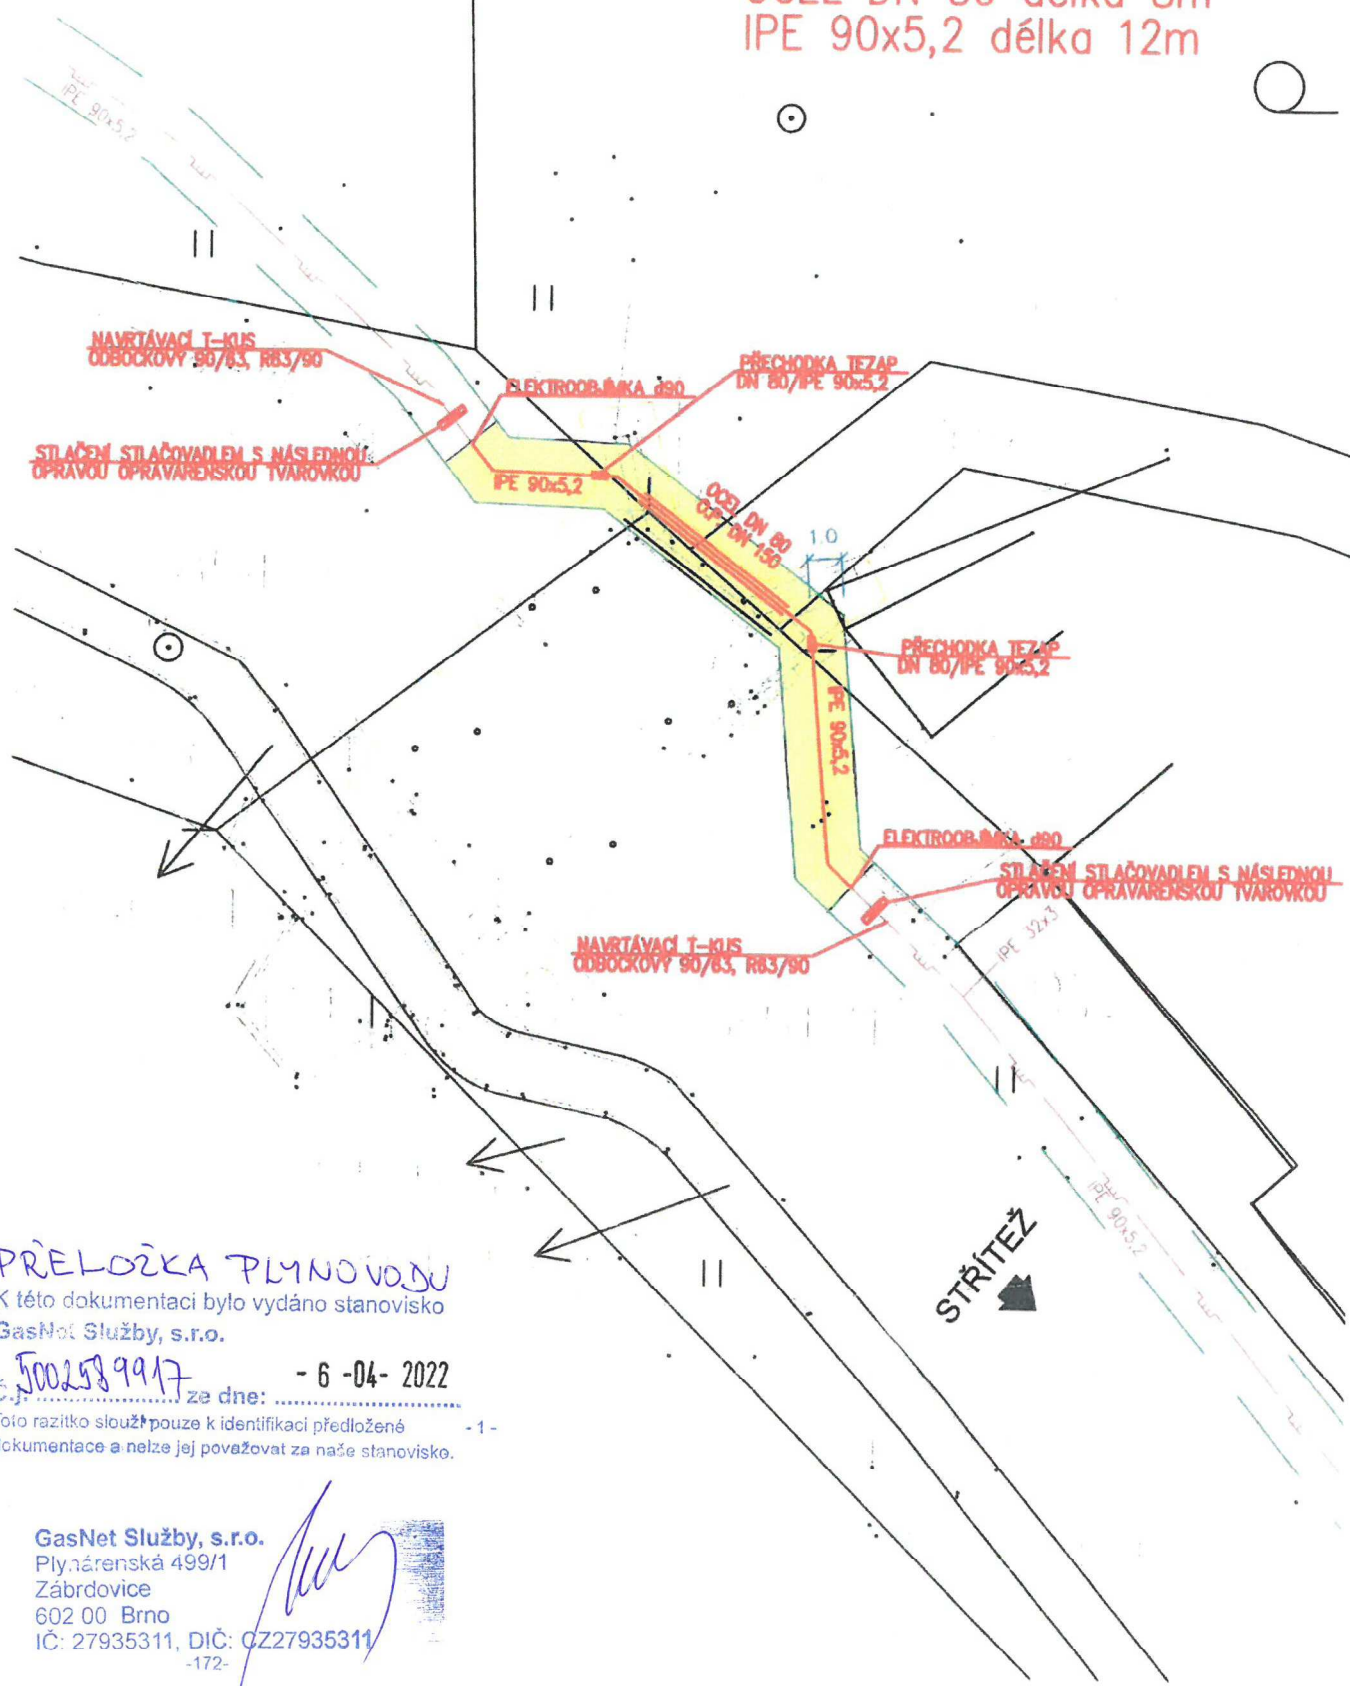 IPE 90x5,2 délka 12m
IPE 90x5,2
NAVRTÁVACÍ T-KUS
ODBOČKOVÝ 90/63, R63/90
PŘECHODKA TEZAP
DN 80/IPE 90x5,2
ELEKTROOBJÍMKA d90
STLAČENÍ STLAČOVADLEM S NÁSLEDNOU
OPRAVOU OPRAVÁRENSKOU TVAROVKOU
IPE 90x5,2
OCEL DN 80
O.P. DN 150
1.0
PŘECHODKA TEZAP
DN 80/IPE 90x5,2
IPE 90x5,2
ELEKTROOBJÍMKA d90
STLAČENÍ STLAČOVADLEM S NÁSLEDNOU
OPRAVOU OPRAVÁRENSKOU TVAROVKOU
NAVRTÁVACÍ T-KUS
ODBOČKOVÝ 90/63, R63/90
IPE 32x3
IPE 90x5,2
STŘÍTEŽ
PŘELOŽKA PLYNOVODU
K této dokumentaci bylo vydáno stanovisko
GasNet Služby, s.r.o.
č.j. 5002589917 ze dne: - 6 -04- 2022
Toto razítko slouží pouze k identifikaci předložené - 1 -
dokumentace a nelze jej považovat za naše stanovisko.
GasNet Služby, s.r.o.
Plynárenská 499/1
Zábrdovice
602 00 Brno
IČ: 27935311, DIČ: CZ27935311
-172-